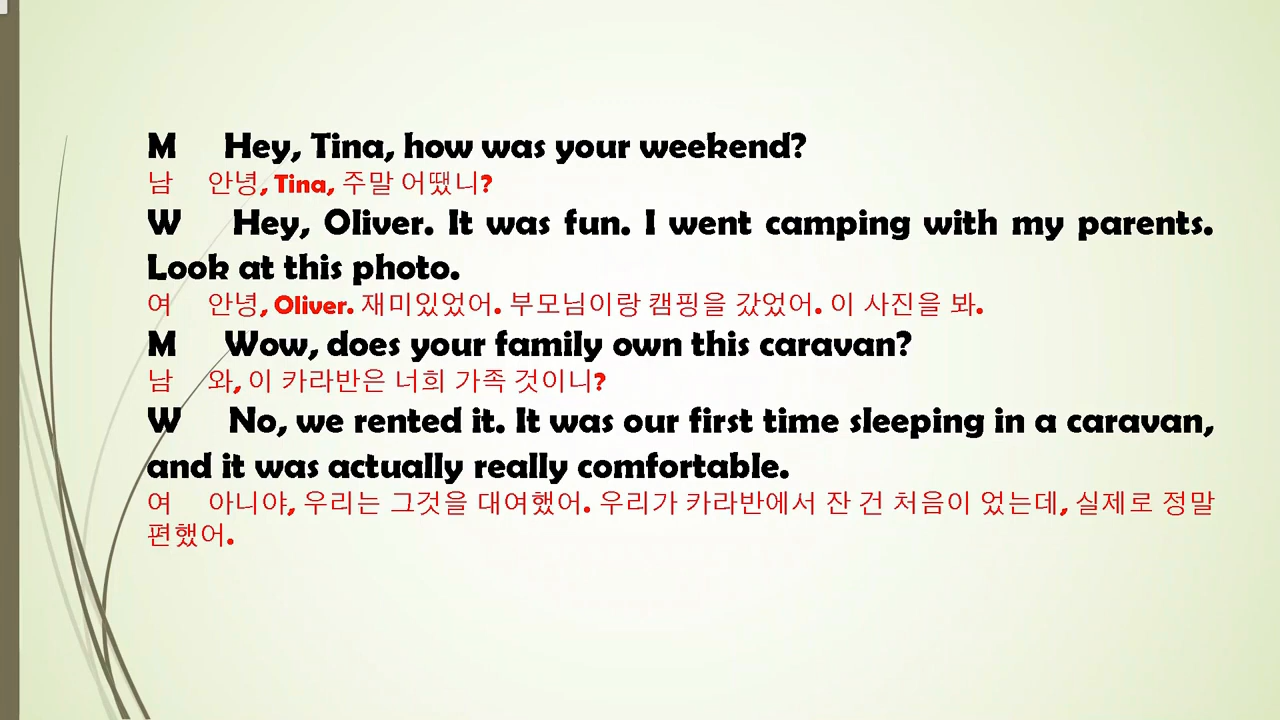 M Hey, Tina, how was your weekend?
남 안녕, Tina, 주말 어땠니?
W Hey, Oliver. It was fun. I went camping with my parents.
Look at this photo.
여 안녕, Oliver. 재미있었어. 부모님이랑 캠핑을 갔었어. 이 사진을 봐.
M Wow, does your family own this caravan?
남 와, 이 카라반은 너희 가족 것이니?
W No, we rented it. It was our first time sleeping in a caravan,
and it was actually really comfortable.
여 아니야, 우리는 그것을 대여했어. 우리가 카라반에서 잔 건 처음이 었는데, 실제로 정말
편했어.